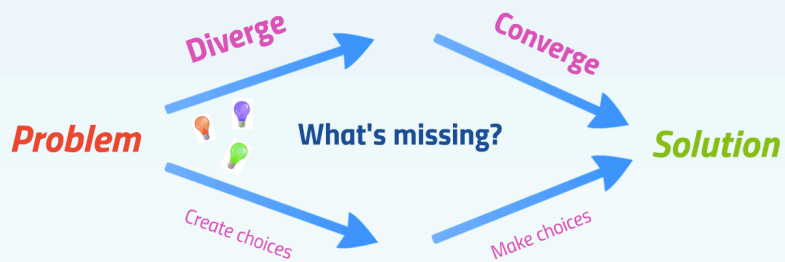 Diverge
Converge
Problem
What's missing?
Solution
Create choices
Make choices